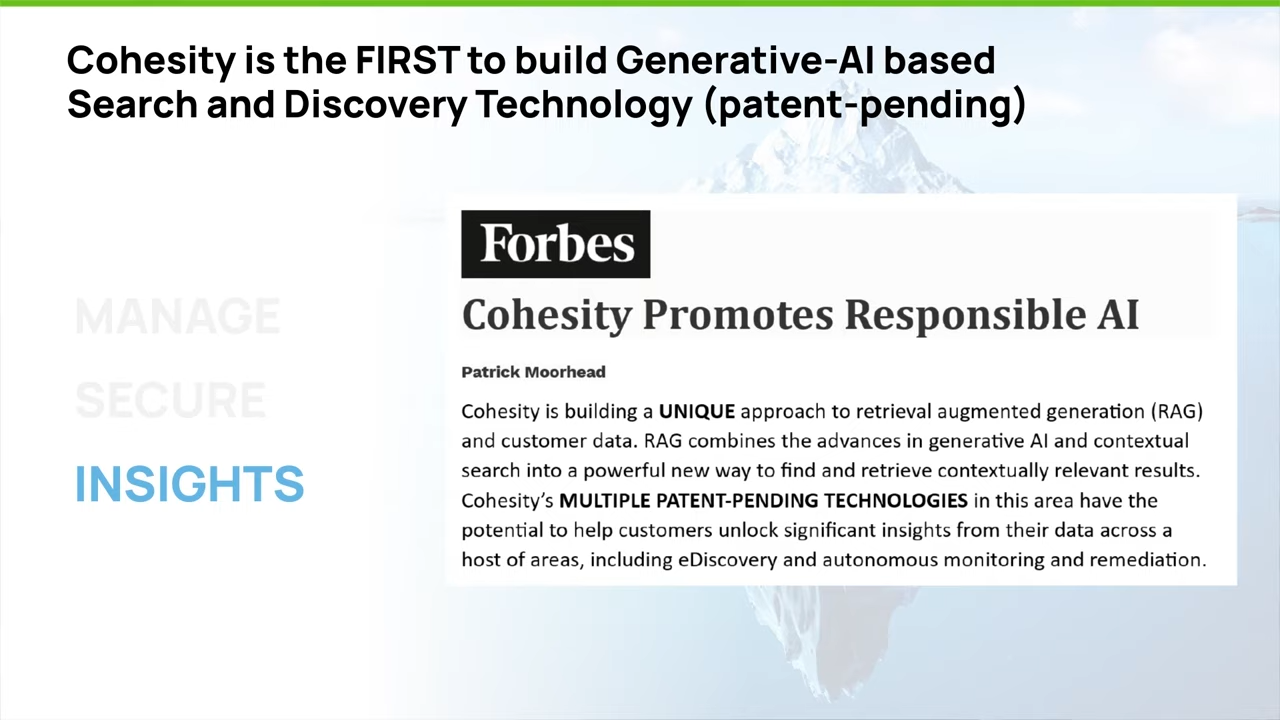 Cohesity is the FIRST to build Generative-AI based
Search and Discovery Technology (patent-pending)
MANAGE
SECURE
INSIGHTS
Forbes
Cohesity Promotes Responsible AI
Patrick Moorhead
Cohesity is building a UNIQUE approach to retrieval augmented generation (RAG)
and customer data. RAG combines the advances in generative AI and contextual
search into a powerful new way to find and retrieve contextually relevant results.
Cohesity’s MULTIPLE PATENT-PENDING TECHNOLOGIES in this area have the
potential to help customers unlock significant insights from their data across a
host of areas, including eDiscovery and autonomous monitoring and remediation.